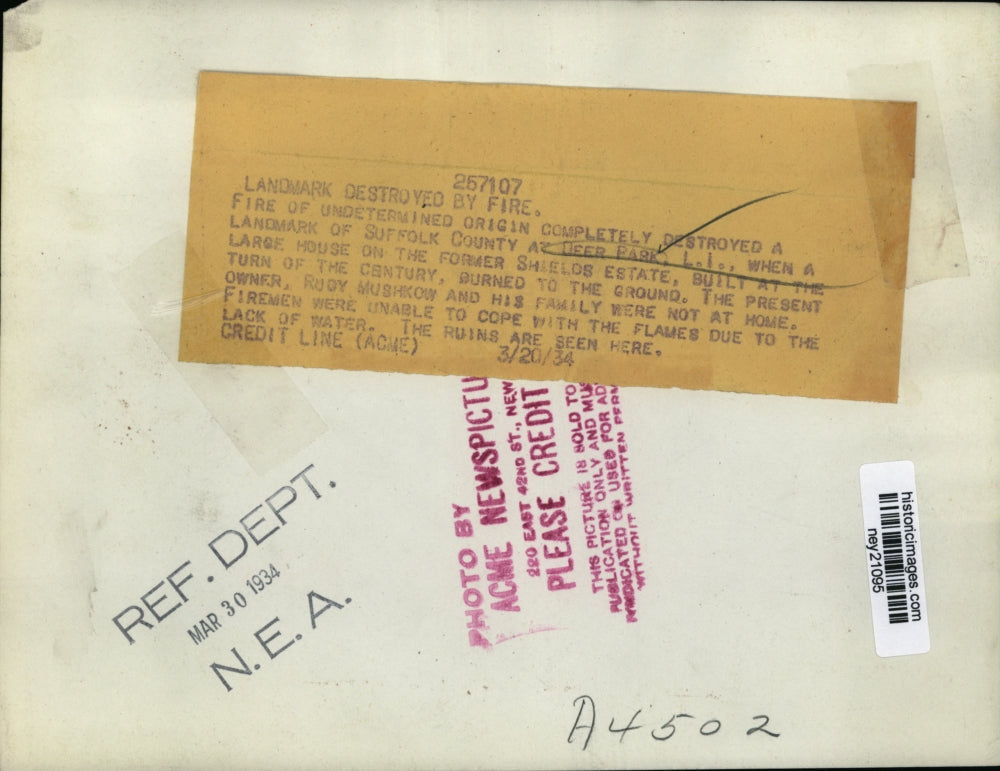 257107
LANDMARK DESTROYED BY FIRE.
FIRE OF UNDETERMINED ORIGIN COMPLETELY DESTROYED A
LANDMARK OF SUFFOLK COUNTY AT DEER PARK, L.I., WHEN A
LARGE HOUSE ON THE FORMER SHIELDS ESTATE, BUILT AT THE
TURN OF THE CENTURY, BURNED TO THE GROUND. THE PRESENT
OWNER, RUDY MUSHKOW AND HIS FAMILY WERE NOT AT HOME.
FIREMEN WERE UNABLE TO COPE WITH THE FLAMES DUE TO THE
LACK OF WATER. THE RUINS ARE SEEN HERE.
CREDIT LINE (ACME) 3/20/34
PHOTO BY
ACME NEWSPICTU
220 EAST 42ND ST., NEW
PLEASE CREDIT
THIS PICTURE IS SOLD TO
PUBLICATION ONLY AND MUS
OR USED FOR AD
WITHOUT WRITTEN PERM
REF. DEPT.
MAR 30 1934
N.E.A.
historicimages.com
ney21095
A4502